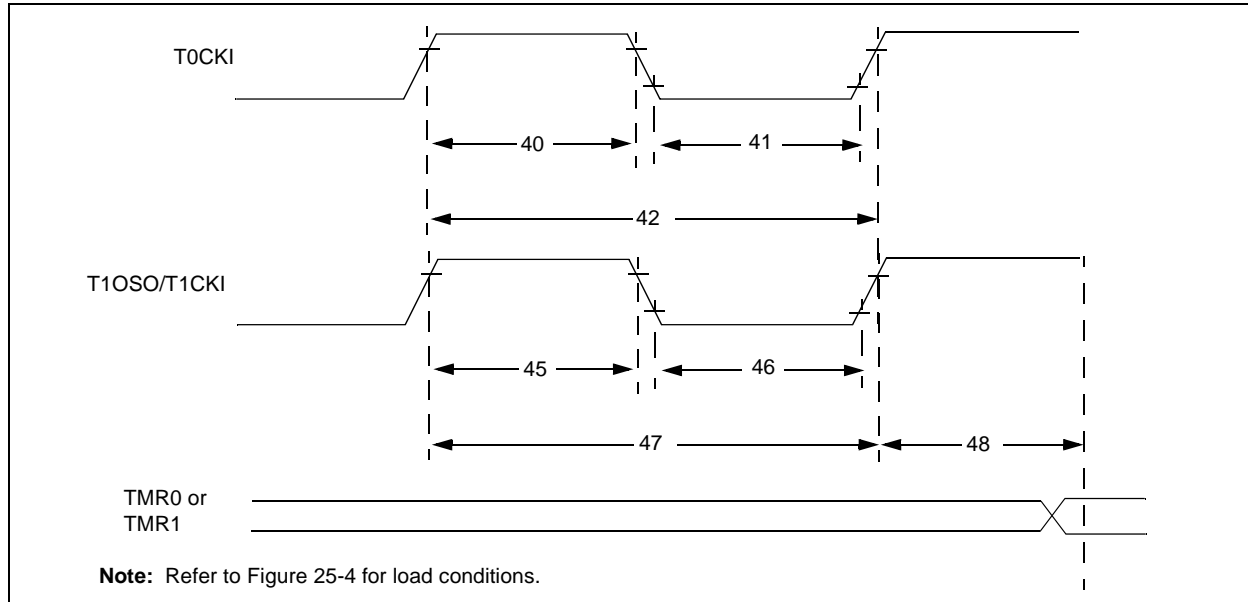 T0CKI
40
41
42
T1OSO/T1CKI
45
46
47
48
TMR0 or
TMR1
Note: Refer to Figure 25-4 for load conditions.